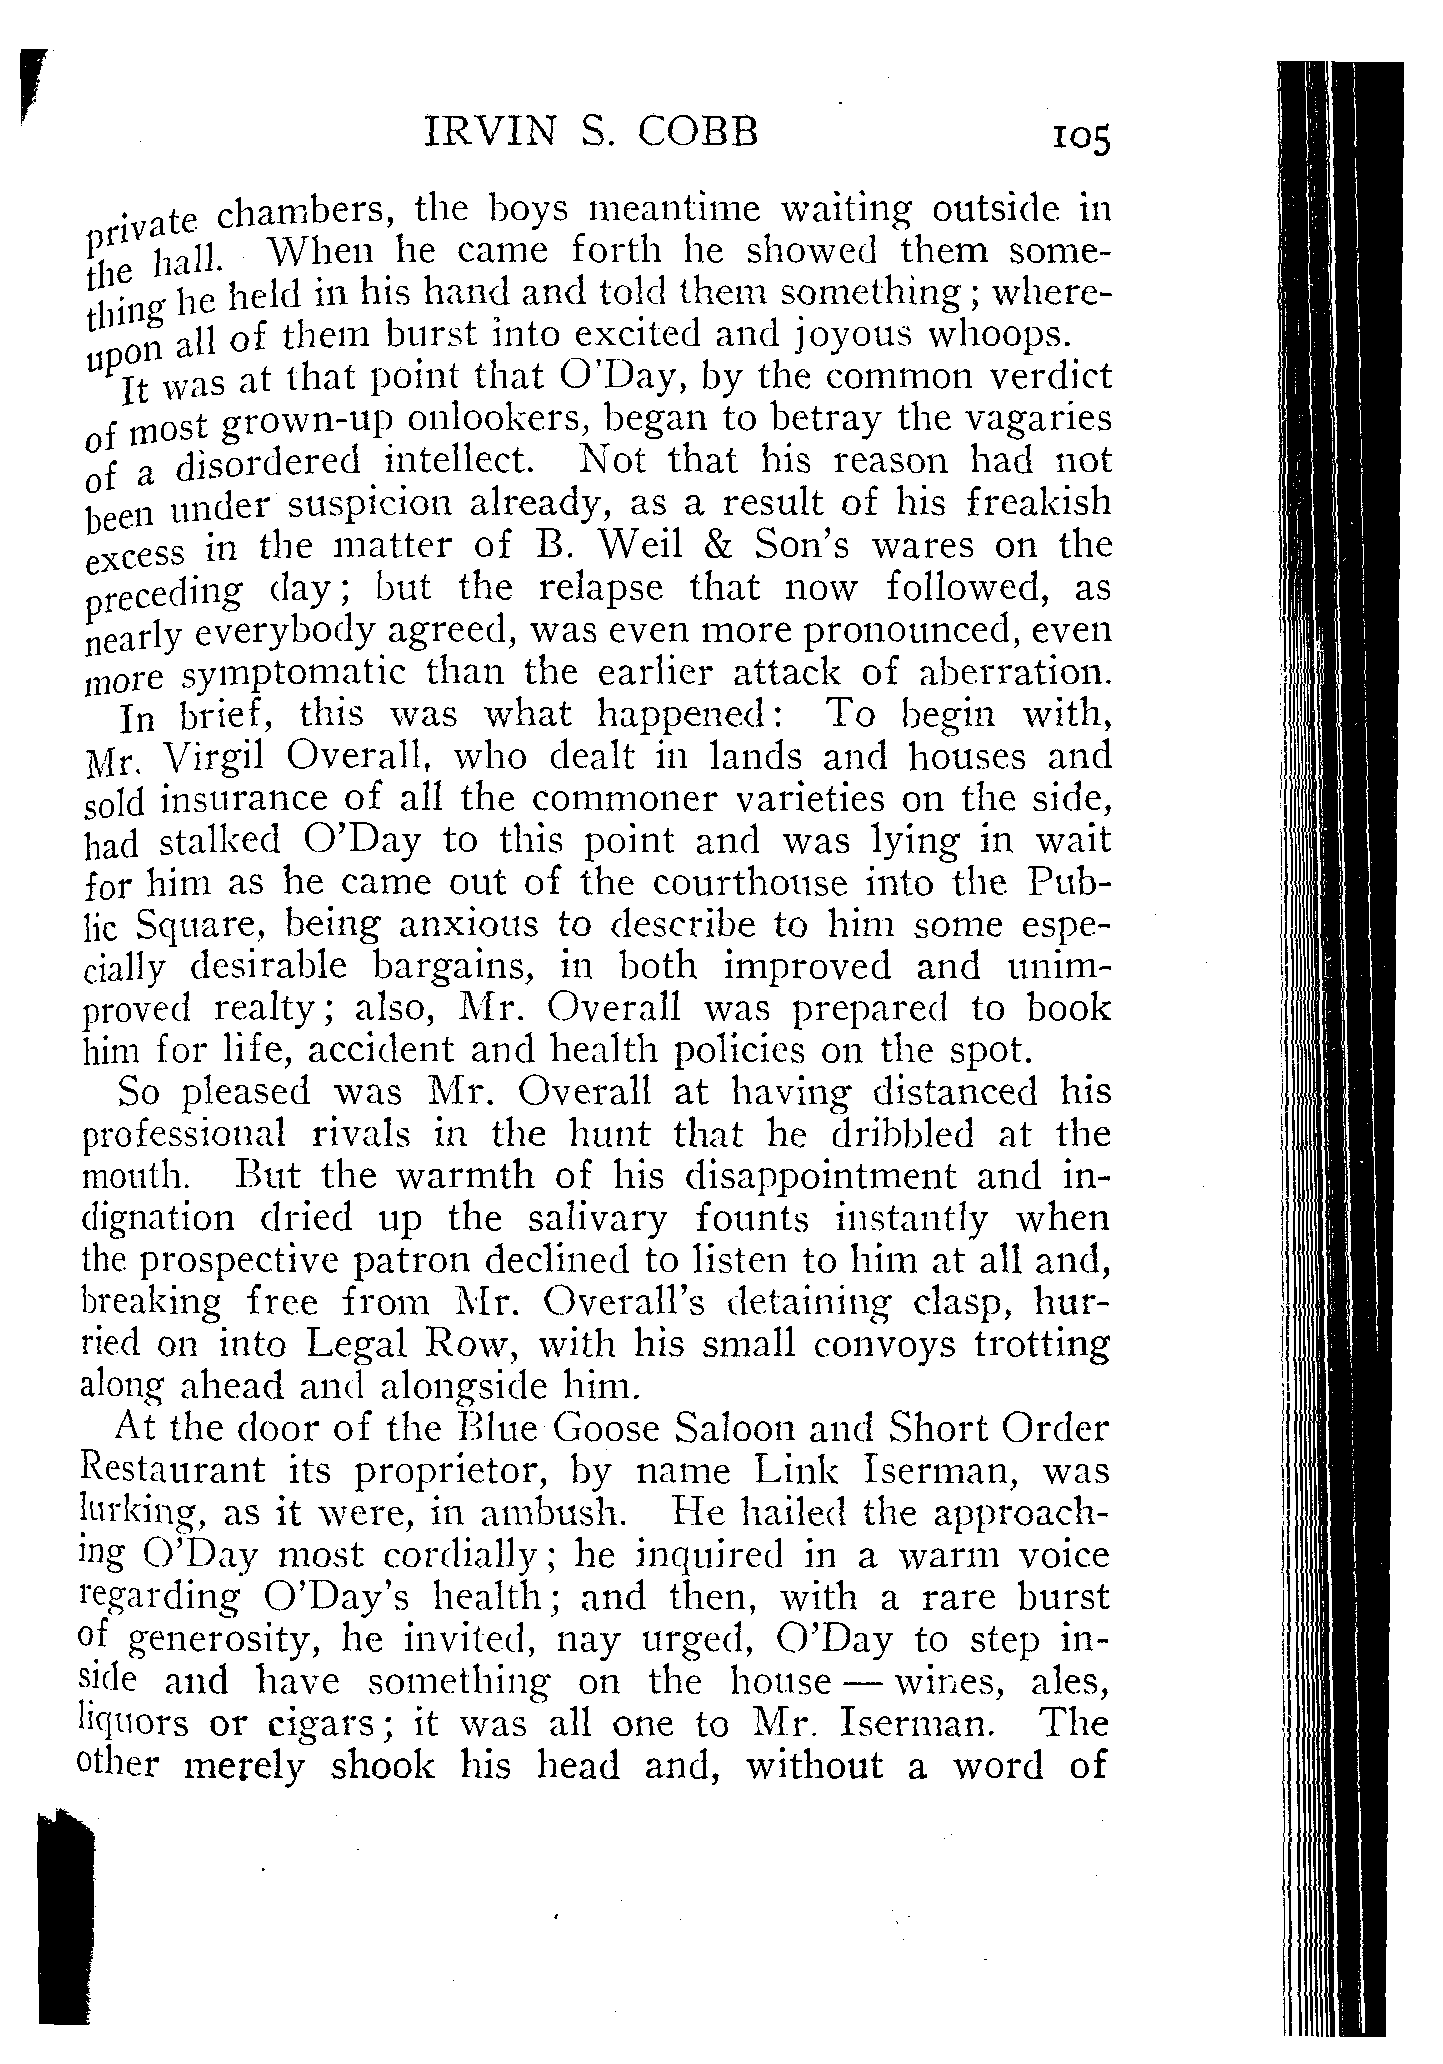 IRVIN S. COBB 105
private chambers, the boys meantime waiting outside in
the hall. When he came forth he showed them some-
thing he held in his hand and told them something; where-
upon all of them burst into excited and joyous whoops.
It was at that point that O'Day, by the common verdict
of most grown-up onlookers, began to betray the vagaries
of a disordered intellect. Not that his reason had not
been under suspicion already, as a result of his freakish
excess in the matter of B. Weil & Son's wares on the
preceding day; but the relapse that now followed, as
nearly everybody agreed, was even more pronounced, even
more symptomatic than the earlier attack of aberration.
In brief, this was what happened: To begin with,
Mr. Virgil Overall, who dealt in lands and houses and
sold insurance of all the commoner varieties on the side,
had stalked O'Day to this point and was lying in wait
for him as he came out of the courthouse into the Pub-
lic Square, being anxious to describe to him some espe-
cially desirable bargains, in both improved and unim-
proved realty; also, Mr. Overall was prepared to book
him for life, accident and health policies on the spot.
So pleased was Mr. Overall at having distanced his
professional rivals in the hunt that he dribbled at the
mouth. But the warmth of his disappointment and in-
dignation dried up the salivary founts instantly when
the prospective patron declined to listen to him at all and,
breaking free from Mr. Overall's detaining clasp, hur-
ried on into Legal Row, with his small convoys trotting
along ahead and alongside him.
At the door of the Blue Goose Saloon and Short Order
Restaurant its proprietor, by name Link Iserman, was
lurking, as it were, in ambush. He hailed the approach-
ing O'Day most cordially; he inquired in a warm voice
regarding O'Day's health; and then, with a rare burst
of generosity, he invited, nay urged, O'Day to step in-
side and have something on the house — wines, ales,
liquors or cigars; it was all one to Mr. Iserman. The
other merely shook his head and, without a word of